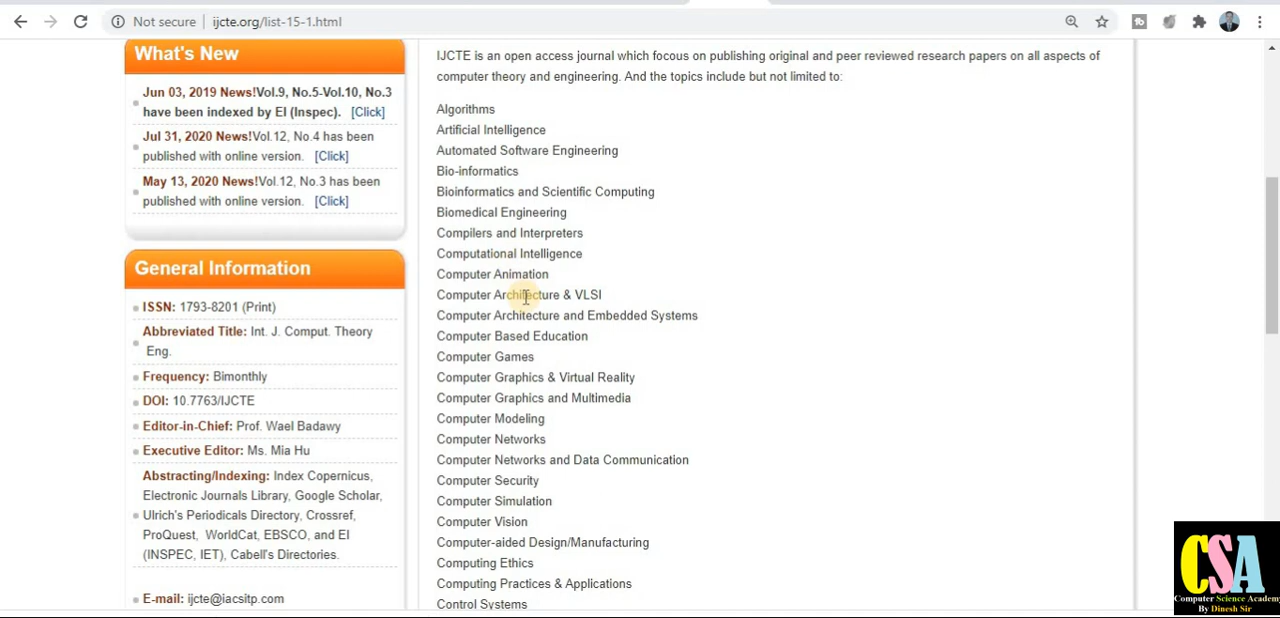 Not secure
ijcte.org/list-15-1.html
What's New
Jun 03, 2019 News!Vol.9, No.5-Vol.10, No.3
have been indexed by EI (Inspec). [Click]
Jul 31, 2020 News!Vol.12, No.4 has been
published with online version. [Click]
May 13, 2020 News!Vol.12, No.3 has been
published with online version. [Click]
General Information
ISSN: 1793-8201 (Print)
Abbreviated Title: Int. J. Comput. Theory
Eng.
Frequency: Bimonthly
DOI: 10.7763/IJCTE
Editor-in-Chief: Prof. Wael Badawy
Executive Editor: Ms. Mia Hu
Abstracting/Indexing: Index Copernicus,
Electronic Journals Library, Google Scholar,
Ulrich's Periodicals Directory, Crossref,
ProQuest, WorldCat, EBSCO, and EI
(INSPEC, IET), Cabell's Directories.
E-mail: ijcte@iacsitp.com
IJCTE is an open access journal which focus on publishing original and peer reviewed research papers on all aspects of
computer theory and engineering. And the topics include but not limited to:
Algorithms
Artificial Intelligence
Automated Software Engineering
Bio-informatics
Bioinformatics and Scientific Computing
Biomedical Engineering
Compilers and Interpreters
Computational Intelligence
Computer Animation
Computer Architecture & VLSI
Computer Architecture and Embedded Systems
Computer Based Education
Computer Games
Computer Graphics & Virtual Reality
Computer Graphics and Multimedia
Computer Modeling
Computer Networks
Computer Networks and Data Communication
Computer Security
Computer Simulation
Computer Vision
Computer-aided Design/Manufacturing
Computing Ethics
Computing Practices & Applications
Control Systems
CSA
Computer Science Academy
By Dinesh Sir